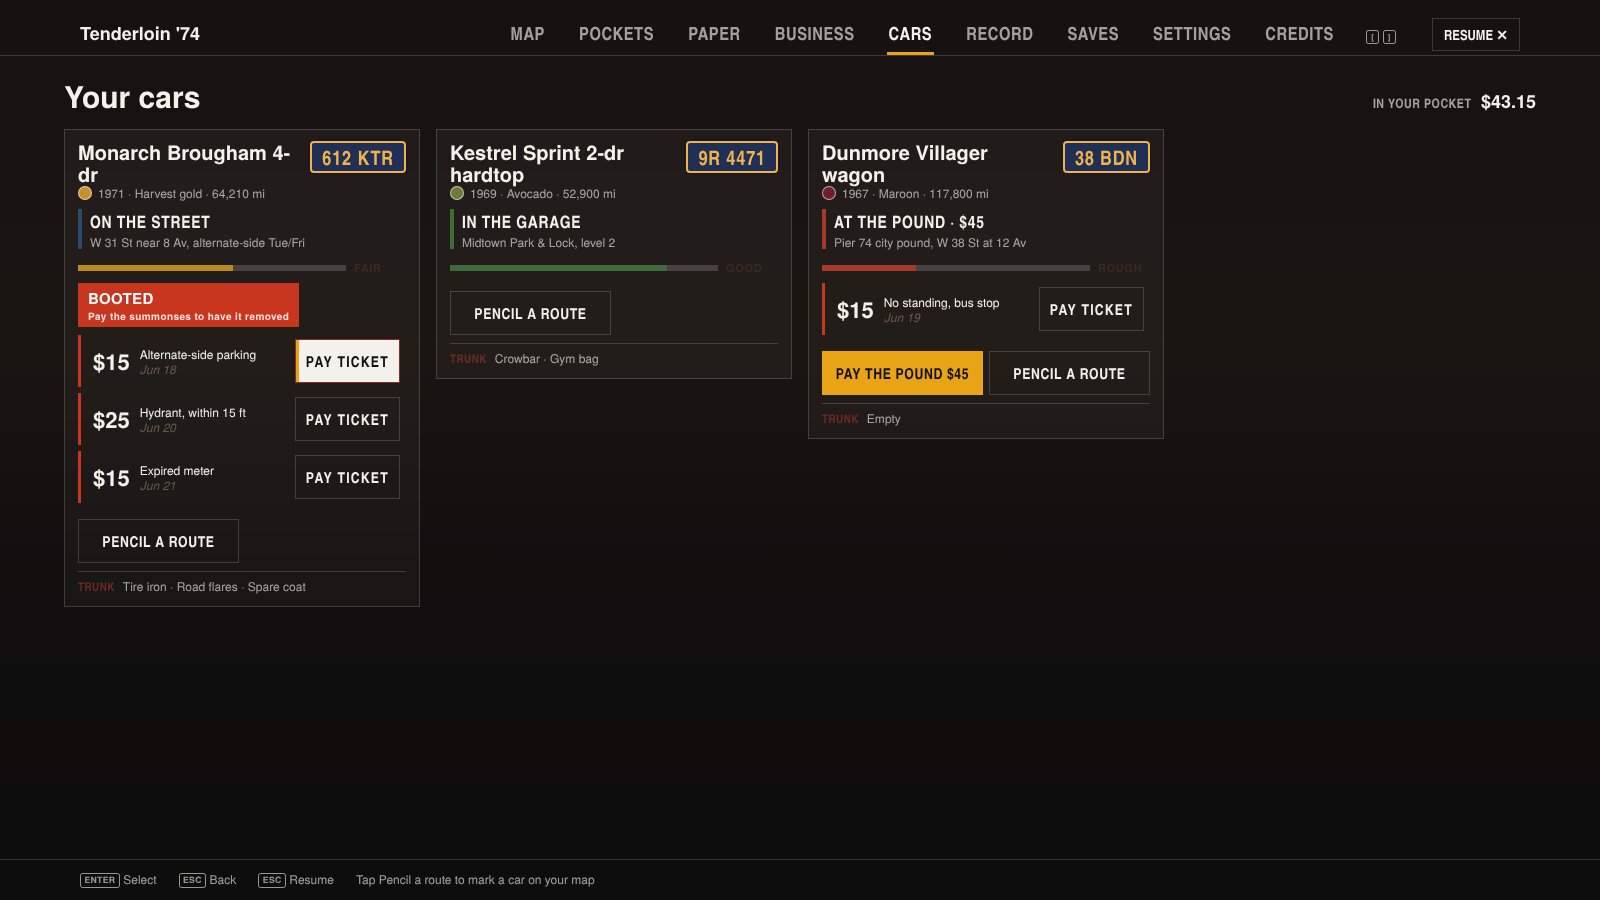 Tenderloin '74
MAP
POCKETS
PAPER
BUSINESS
CARS
RECORD
SAVES
SETTINGS
CREDITS
[ ]
RESUME ✕
Your cars
IN YOUR POCKET $43.15
Monarch Brougham 4-
dr
612 KTR
1971 · Harvest gold · 64,210 mi
ON THE STREET
W 31 St near 8 Av, alternate-side Tue/Fri
FAIR
BOOTED
Pay the summonses to have it removed
$15 Alternate-side parking
Jun 18
PAY TICKET
$25 Hydrant, within 15 ft
Jun 20
PAY TICKET
$15 Expired meter
Jun 21
PAY TICKET
PENCIL A ROUTE
TRUNK Tire iron · Road flares · Spare coat
Kestrel Sprint 2-dr
hardtop
9R 4471
1969 · Avocado · 52,900 mi
IN THE GARAGE
Midtown Park & Lock, level 2
GOOD
PENCIL A ROUTE
TRUNK Crowbar · Gym bag
Dunmore Villager
wagon
38 BDN
1967 · Maroon · 117,800 mi
AT THE POUND · $45
Pier 74 city pound, W 38 St at 12 Av
ROUGH
$15 No standing, bus stop
Jun 19
PAY TICKET
PAY THE POUND $45
PENCIL A ROUTE
TRUNK Empty
ENTER Select
ESC Back
ESC Resume
Tap Pencil a route to mark a car on your map